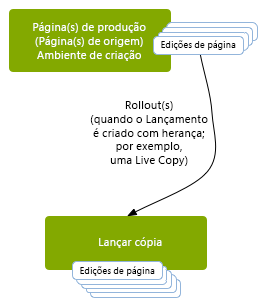 Página(s) de produção
(Página(s) de origem)
Ambiente de criação
Edições de página
Rollout(s)
(quando o Lançamento
é criado com herança;
por exemplo,
uma Live Copy)
Lançar cópia
Edições de página